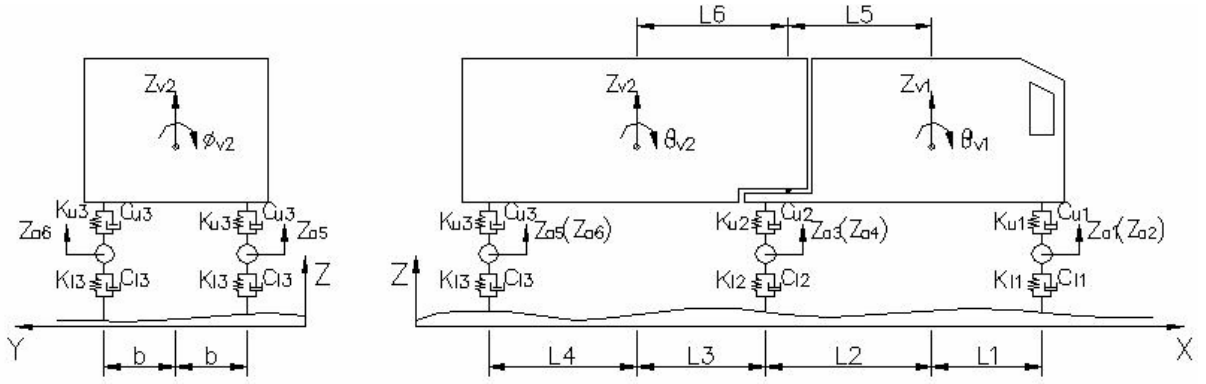 L6 L5
Zv2 Zv2 Zv1
ϕv2 θv2 θv1
Ku3 Cu3 Ku3 Cu3 Ku3 Cu3 Ku2 Cu2 Ku1 Cu1
Za6 Za5 Za5(Za6) Za3(Za4) Za1(Za2)
Kl3 Cl3 Kl3 Cl3 Z Z Kl3 Cl3 Kl2 Cl2 Kl1 Cl1
Y X
b b L4 L3 L2 L1